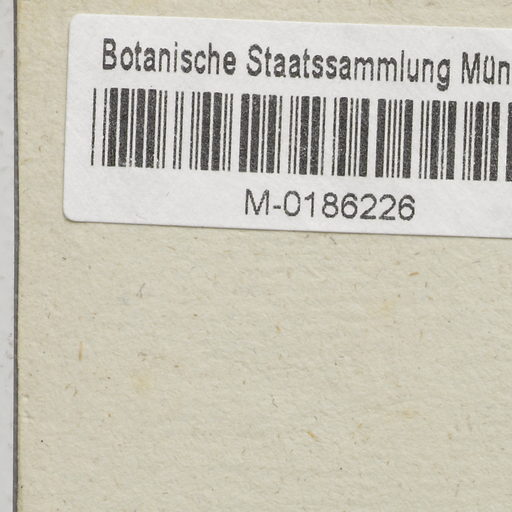 Botanische Staatssammlung Mün
M-0186226